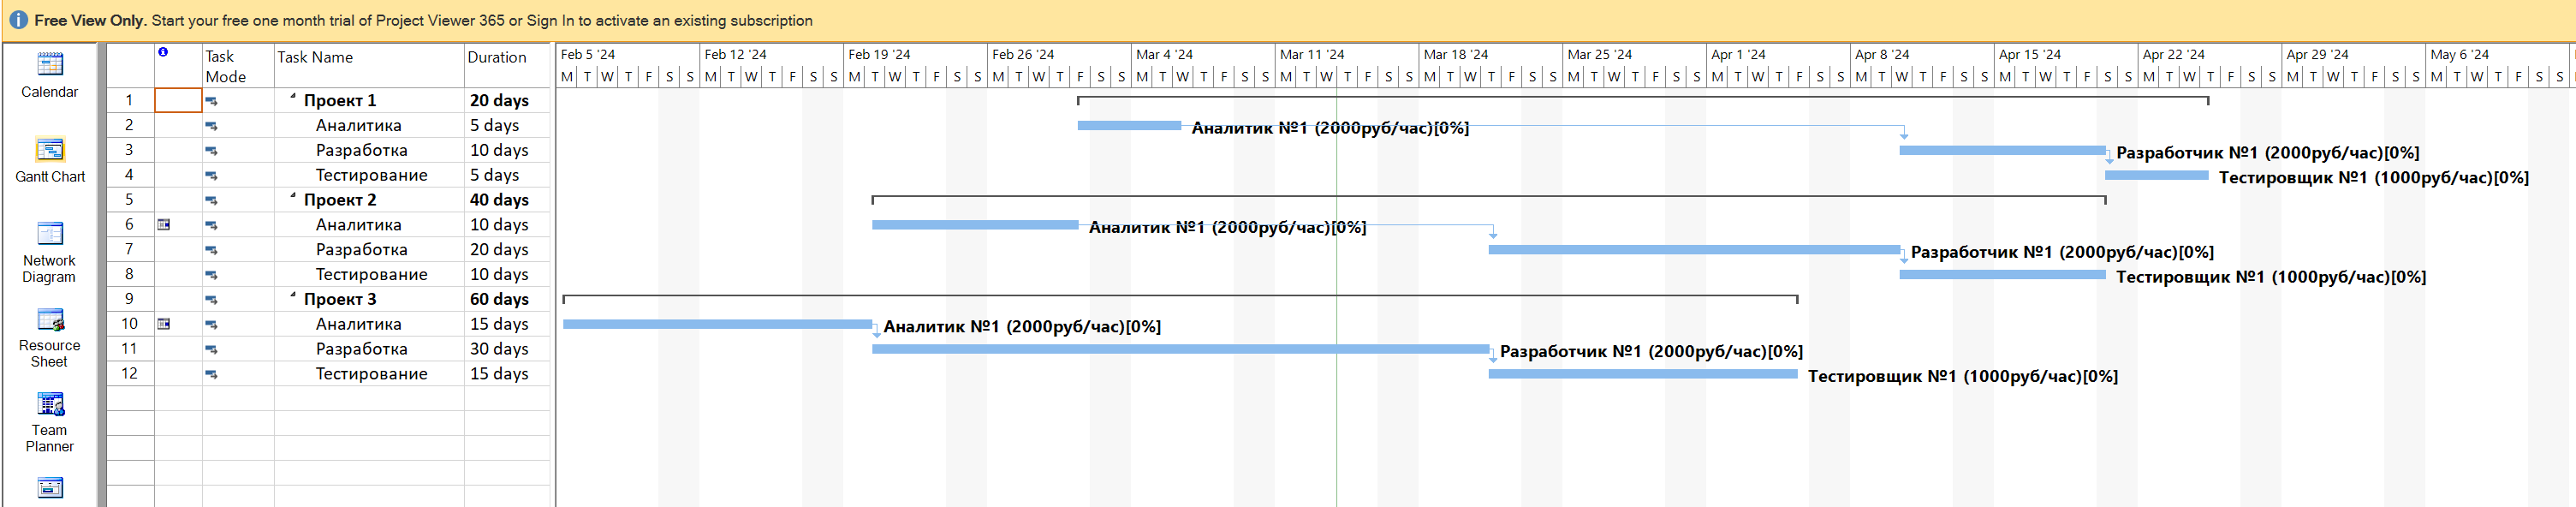 Free View Only. Start your free one month trial of Project Viewer 365 or Sign In to activate an existing subscription
Calendar
Gantt Chart
Network Diagram
Resource Sheet
Team Planner
Task Mode Task Name Duration
Feb 5 '24 Feb 12 '24 Feb 19 '24 Feb 26 '24 Mar 4 '24 Mar 11 '24 Mar 18 '24 Mar 25 '24 Apr 1 '24 Apr 8 '24 Apr 15 '24 Apr 22 '24 Apr 29 '24 May 6 '24
M T W T F S S M T W T F S S M T W T F S S M T W T F S S M T W T F S S M T W T F S S M T W T F S S M T W T F S S M T W T F S S M T W T F S S M T W T F S S M T W T F S S M T W T F S S M T W T F S S
1 Проект 1 20 days
2 Аналитика 5 days Аналитик №1 (2000руб/час)[0%]
3 Разработка 10 days Разработчик №1 (2000руб/час)[0%]
4 Тестирование 5 days Тестировщик №1 (1000руб/час)[0%]
5 Проект 2 40 days
6 Аналитика 10 days Аналитик №1 (2000руб/час)[0%]
7 Разработка 20 days Разработчик №1 (2000руб/час)[0%]
8 Тестирование 10 days Тестировщик №1 (1000руб/час)[0%]
9 Проект 3 60 days
10 Аналитика 15 days Аналитик №1 (2000руб/час)[0%]
11 Разработка 30 days Разработчик №1 (2000руб/час)[0%]
12 Тестирование 15 days Тестировщик №1 (1000руб/час)[0%]